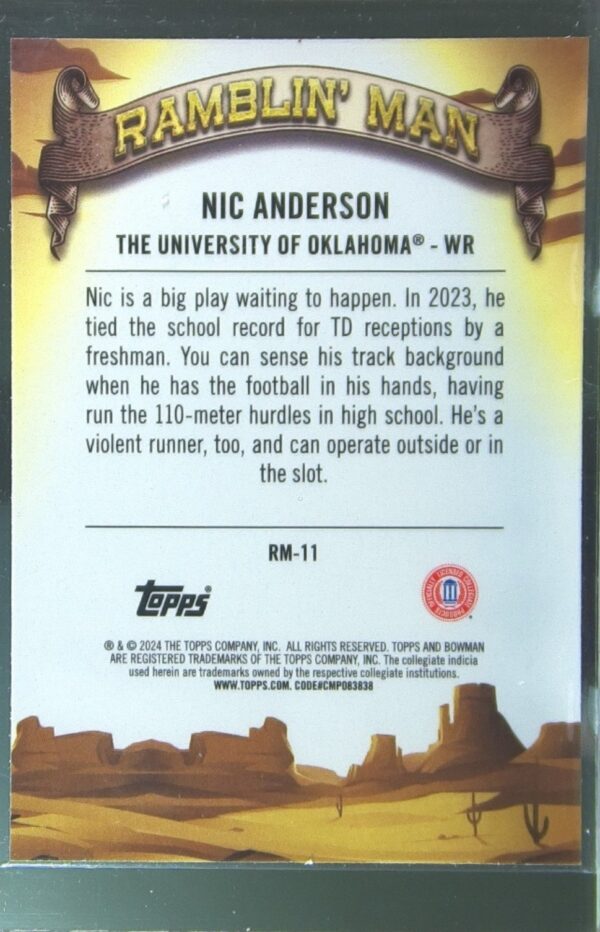 RAMBLIN' MAN
NIC ANDERSON
THE UNIVERSITY OF OKLAHOMA® - WR
Nic is a big play waiting to happen. In 2023, he
tied the school record for TD receptions by a
freshman. You can sense his track background
when he has the football in his hands, having
run the 110-meter hurdles in high school. He's a
violent runner, too, and can operate outside or in
the slot.
RM-11
Topps®
OFFICIALLY LICENSED COLLEGIATE PRODUCTS
® & © 2024 THE TOPPS COMPANY, INC. ALL RIGHTS RESERVED. TOPPS AND BOWMAN
ARE REGISTERED TRADEMARKS OF THE TOPPS COMPANY, INC. The collegiate indicia
used herein are trademarks owned by the respective collegiate institutions.
WWW.TOPPS.COM. CODE#CMP083838